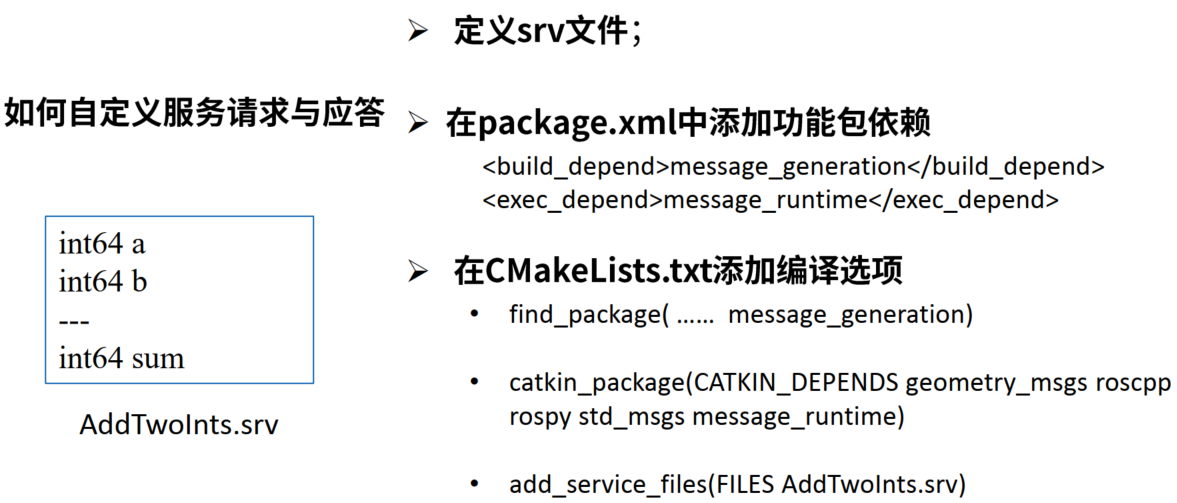 如何自定义服务请求与应答
int64 a
int64 b
---
int64 sum
AddTwoInts.srv
➢ 定义srv文件;
➢ 在package.xml中添加功能包依赖
<build_depend>message_generation</build_depend>
<exec_depend>message_runtime</exec_depend>
➢ 在CMakeLists.txt添加编译选项
• find_package( …… message_generation)
• catkin_package(CATKIN_DEPENDS geometry_msgs roscpp
rospy std_msgs message_runtime)
• add_service_files(FILES AddTwoInts.srv)